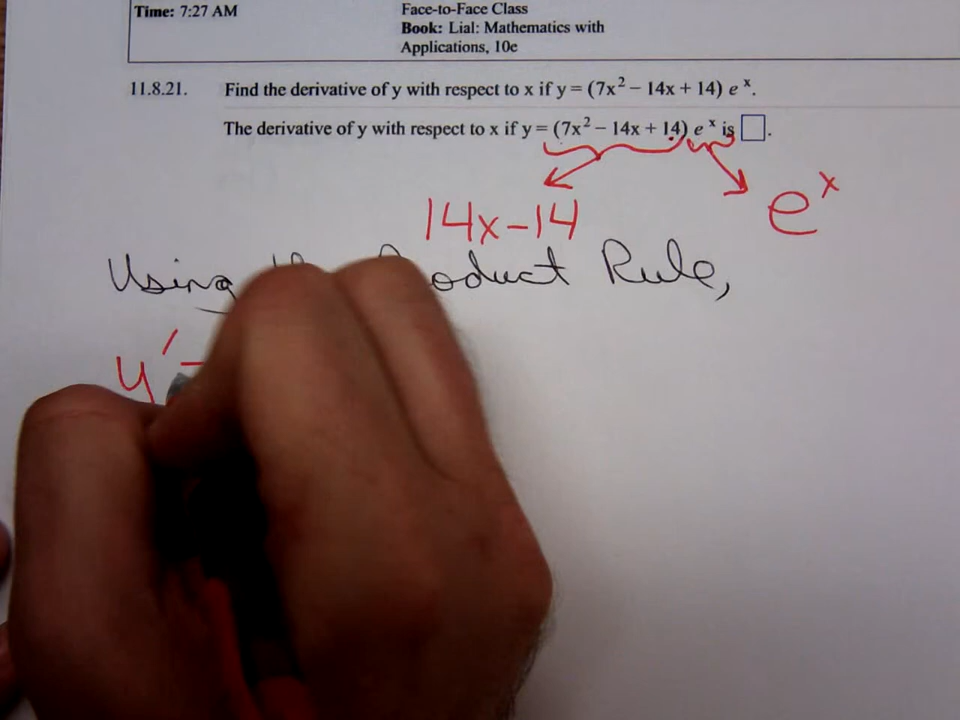 Time: 7:27 AM
Face-to-Face Class
Book: Lial: Mathematics with
Applications, 10e
11.8.21. Find the derivative of y with respect to x if y = (7x² − 14x + 14) eˣ.
The derivative of y with respect to x if y = (7x² − 14x + 14) eˣ is □.
14x−14 eˣ
Using Product Rule,
y′